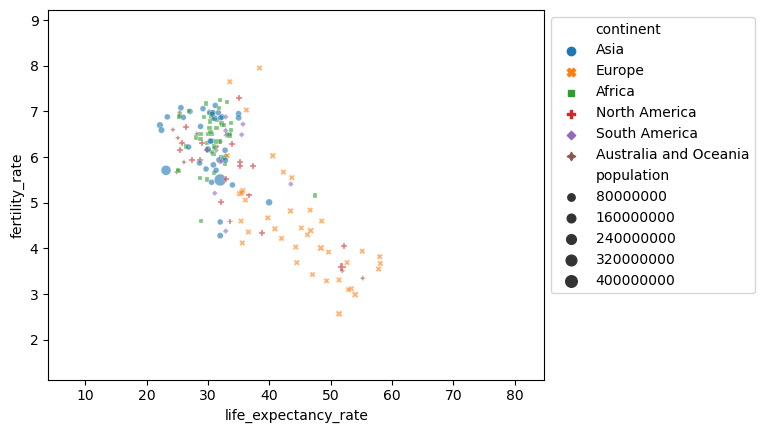 9
8
7
6
5
4
3
2
fertility_rate
10 20 30 40 50 60 70 80
life_expectancy_rate
continent
Asia
Europe
Africa
North America
South America
Australia and Oceania
population
80000000
160000000
240000000
320000000
400000000